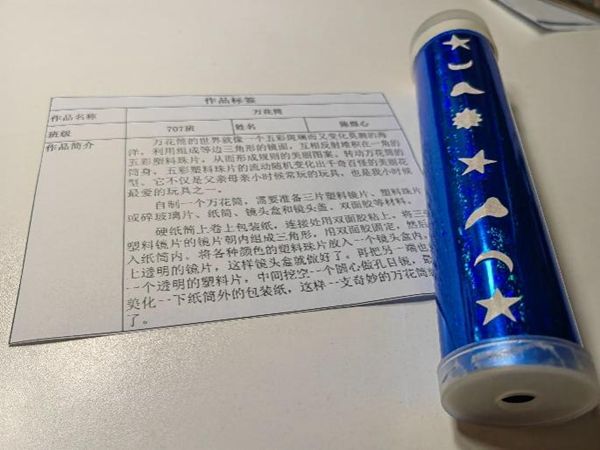 作品标签
作品名称 万花筒
班级 707班 姓名
作品简介 万花筒的世界就像一个五彩斑斓而又变化莫测的海
洋，利用组成等边三角形的镜面，互相反射堆积在一角的
五彩塑料珠片，从而形成规则的美丽图案。转动万花筒的
筒身，五彩塑料珠片的流动随机变化出千奇百怪的美丽花
型。它不仅是父亲母亲小时候常玩的玩具，也是我小时候
最爱的玩具之一。
自制一个万花筒，需要准备三片塑料镜片、塑料珠片
或碎玻璃片、纸筒、镜头盒和镜头盖、双面胶等材料。
硬纸筒上卷上包装纸，连接处用双面胶粘上，将三
塑料镜片的镜片朝内组成三角形，用双面胶固定，然后
入纸筒内。将各种颜色的塑料珠片放入一个镜头盒内，
上透明的镜片，这样镜头盒就做好了。再把另一端也
一个透明的塑料片，中间挖空一个圆心做孔目镜，最
美化一下纸筒外的包装纸，这样一支奇妙的万花筒
了。